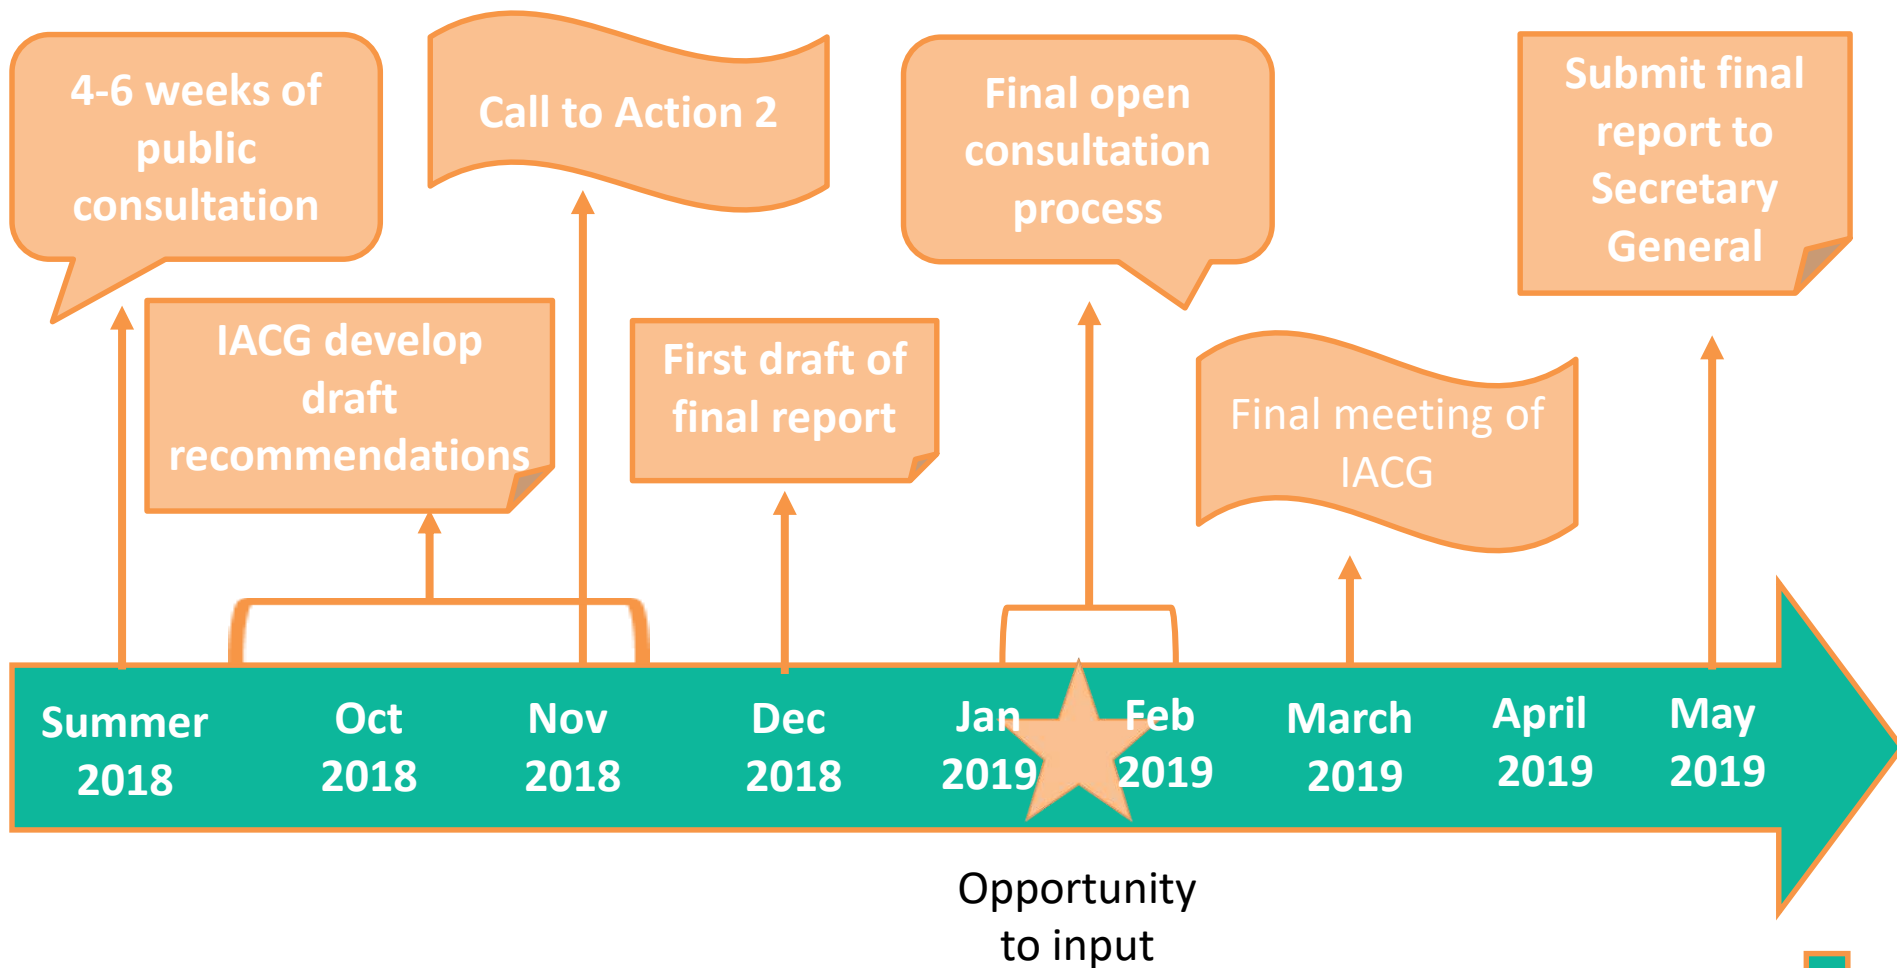 4-6 weeks of
public
consultation
Call to Action 2
Final open
consultation
process
Submit final
report to
Secretary
General
IACG develop
draft
recommendations
First draft of
final report
Final meeting of
IACG
Summer
2018
Oct
2018
Nov
2018
Dec
2018
Jan
2019
Feb
2019
March
2019
April
2019
May
2019
Opportunity
to input